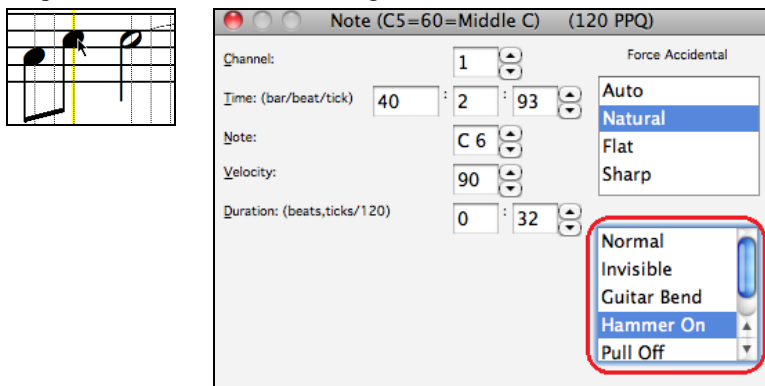 Note (C5=60=Middle C) (120 PPQ)
Channel: 1
Force Accidental
Time: (bar/beat/tick) 40 : 2 : 93
Auto
Natural
Flat
Sharp
Note: C 6
Velocity: 90
Duration: (beats,ticks/120) 0 : 32
Normal
Invisible
Guitar Bend
Hammer On
Pull Off